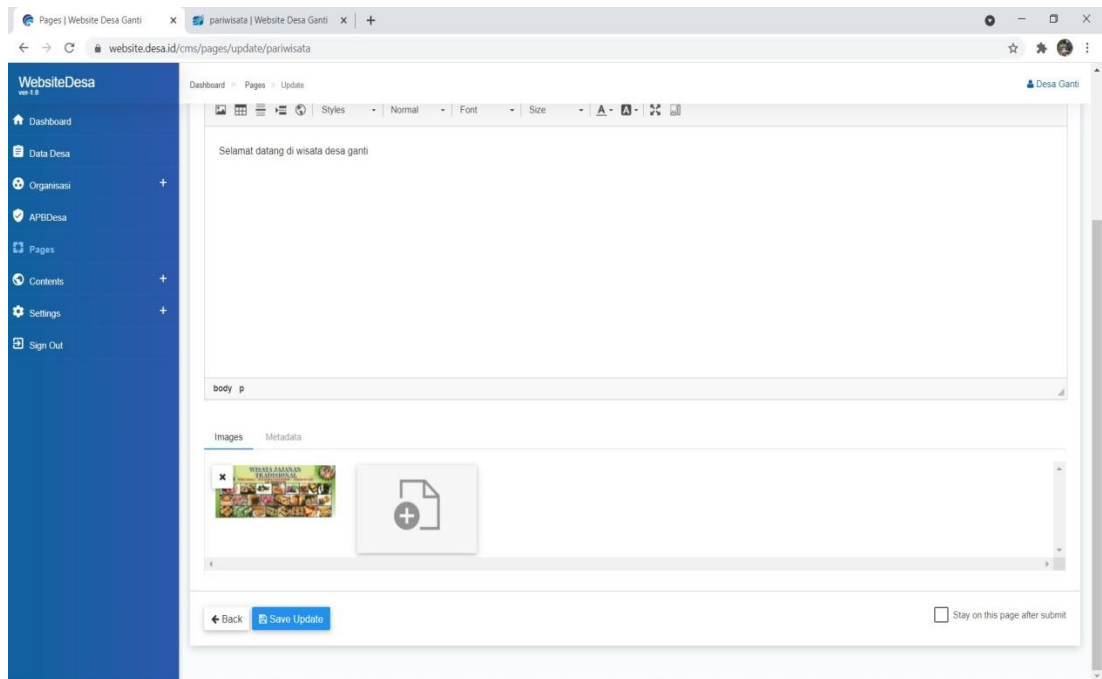 Pages | Website Desa Ganti
pariwisata | Website Desa Ganti
website.desa.id/cms/pages/update/pariwisata
WebsiteDesa
ver-1.0
Dashboard > Pages > Update
Desa Ganti
Dashboard
Data Desa
Organisasi +
APBDesa
Pages
Contents +
Settings +
Sign Out
Styles Normal Font Size A A
Selamat datang di wisata desa ganti
body p
Images Metadata
WISATA JAJANAN
TRADISIONAL
Back Save Update Stay on this page after submit